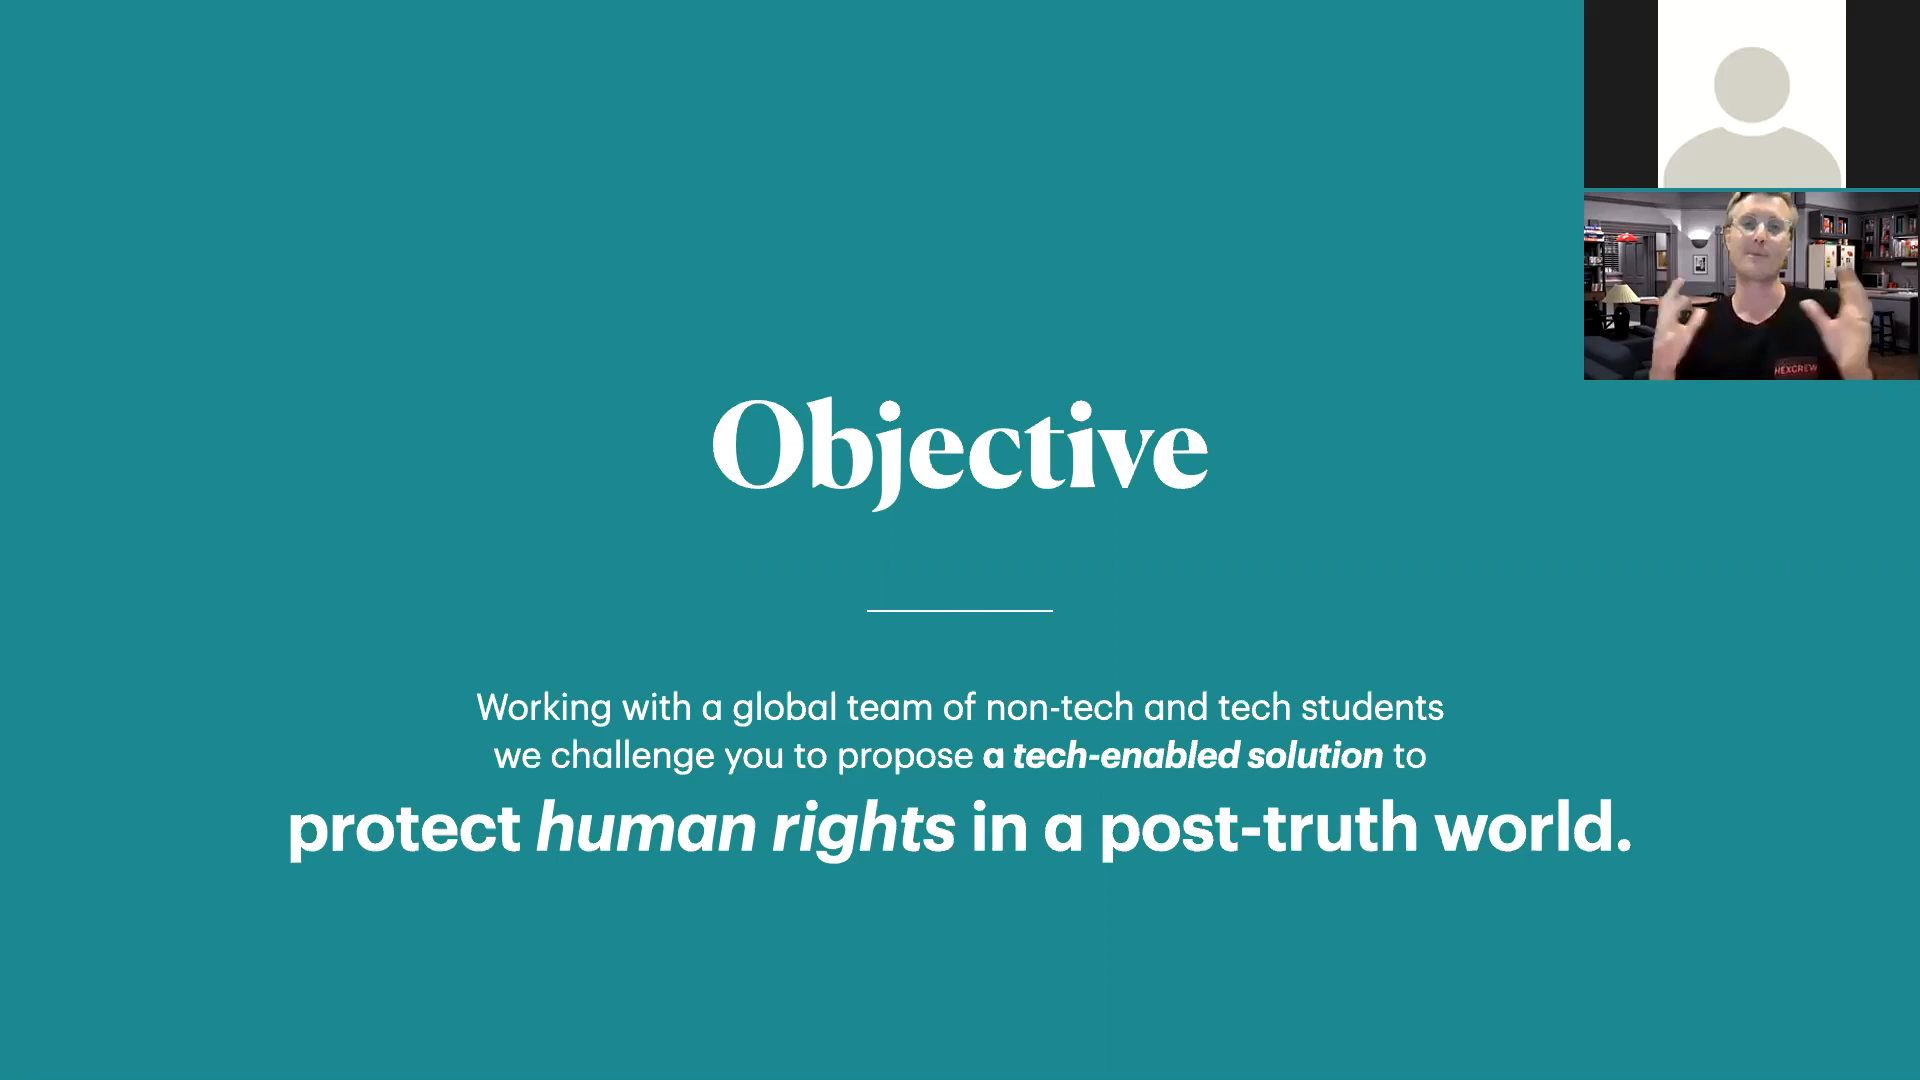 Objective
Working with a global team of non-tech and tech students
we challenge you to propose a tech-enabled solution to
protect human rights in a post-truth world.
HEXCREW